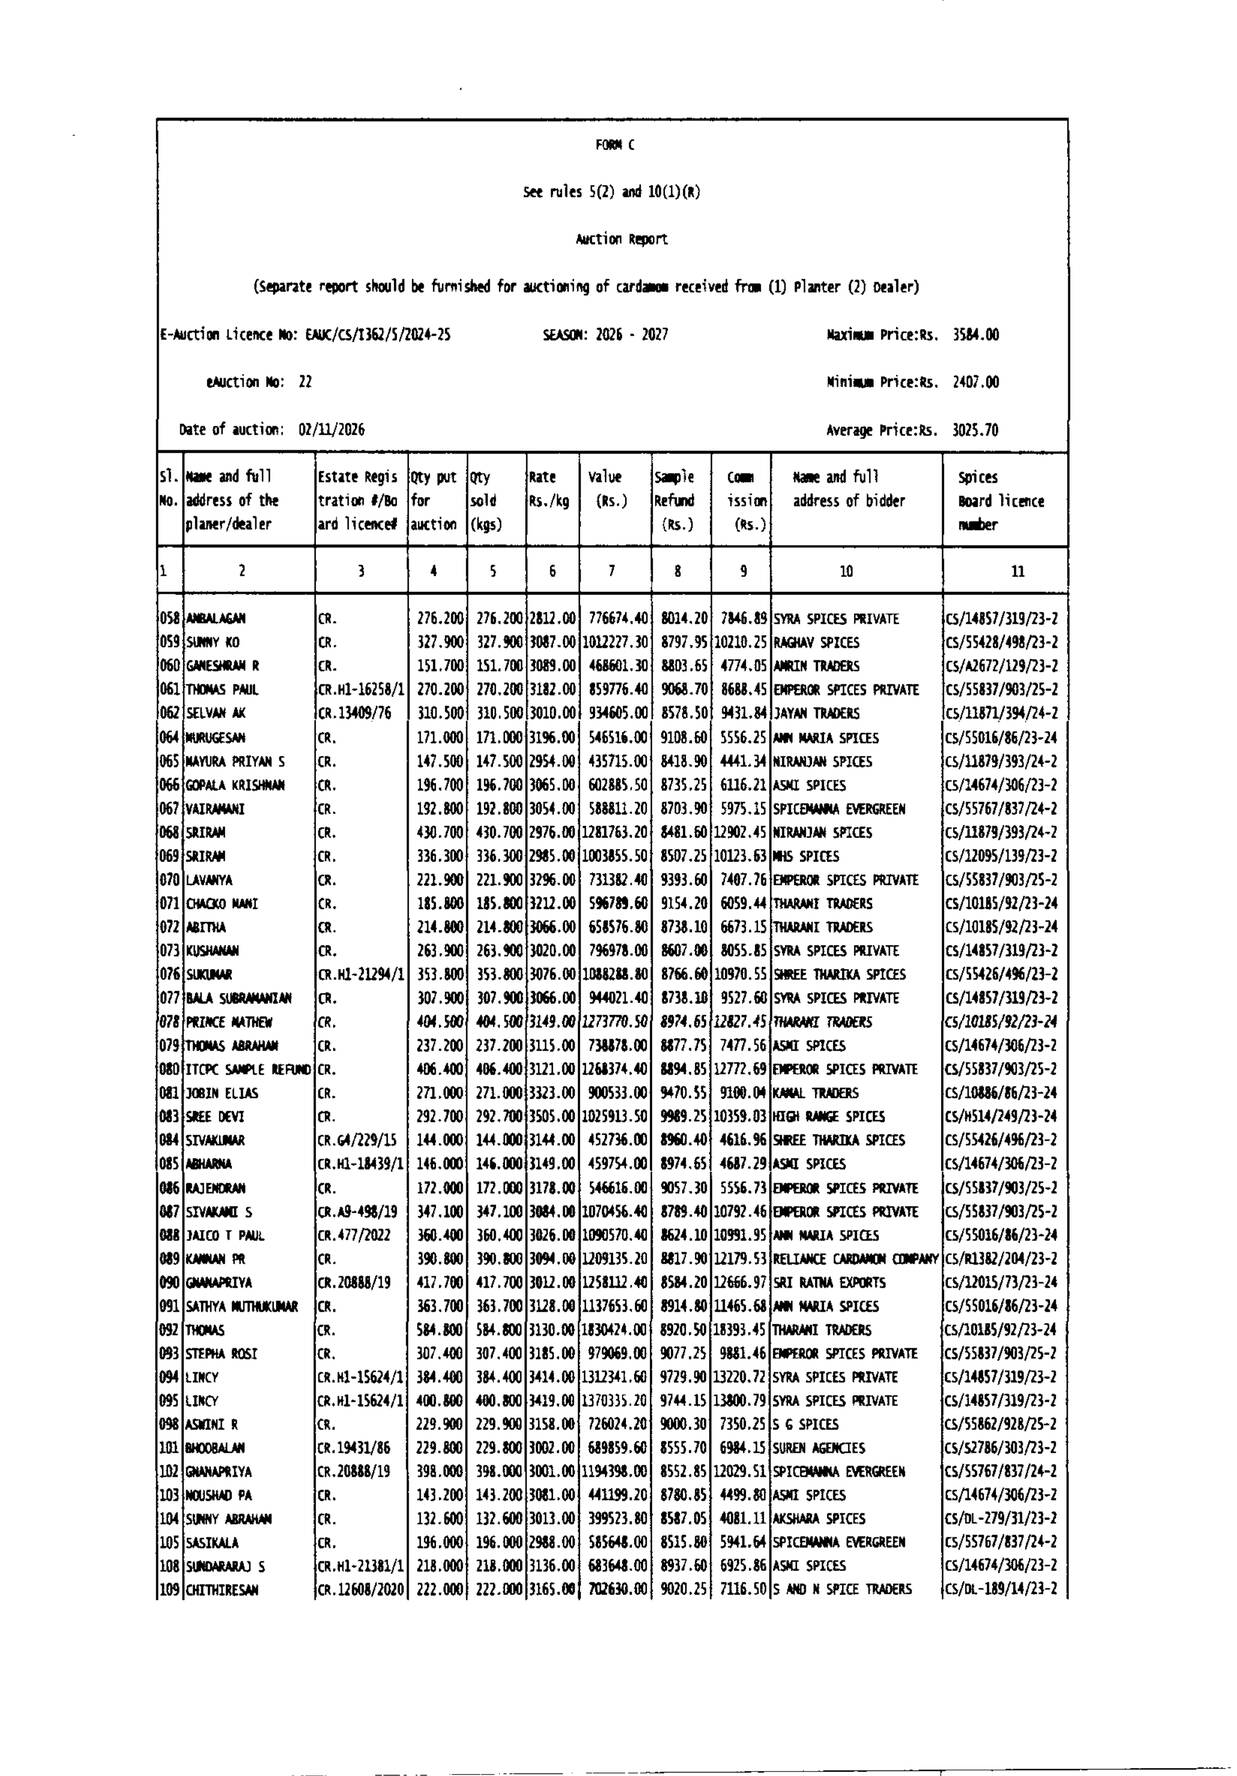 FORM C
See rules 5(2) and 10(1)(R)
Auction Report
(Separate report should be furnished for auctioning of cardamom received from (1) Planter (2) Dealer)
E-Auction Licence No: EAUC/CS/1362/5/2024-25 SEASON: 2026 - 2027 Maximum Price:Rs. 3584.00
eAuction No: 22 Minimum Price:Rs. 2407.00
Date of auction: 02/11/2026 Average Price:Rs. 3025.70
Sl. Name and full Estate Regis Qty put Qty Rate Value Sample Comm Name and full Spices
No. address of the tration #/Bo for sold Rs./kg (Rs.) Refund ission address of bidder Board licence
planer/dealer ard licence# auction (kgs) (Rs.) (Rs.) number
1 2 3 4 5 6 7 8 9 10 11
058 ANBALAGAN CR. 276.200 276.200 2812.00 776674.40 8014.20 7846.89 SYRA SPICES PRIVATE CS/14857/319/23-2
059 SUNNY KO CR. 327.900 327.900 3087.00 1012227.30 8797.95 10210.25 RAGHAV SPICES CS/55428/498/23-2
060 GANESHRAM R CR. 151.700 151.700 3089.00 468601.30 8803.65 4774.05 AMRIN TRADERS CS/A2672/129/23-2
061 THOMAS PAUL CR.H1-16258/1 270.200 270.200 3182.00 859776.40 9068.70 8688.45 EMPEROR SPICES PRIVATE CS/55837/903/25-2
062 SELVAN AK CR.13409/76 310.500 310.500 3010.00 934605.00 8578.50 9431.84 JAYAN TRADERS CS/11871/394/24-2
064 MURUGESAN CR. 171.000 171.000 3196.00 546516.00 9108.60 5556.25 ANN MARIA SPICES CS/55016/86/23-24
065 MAYURA PRIYAN S CR. 147.500 147.500 2954.00 435715.00 8418.90 4441.34 NIRANJAN SPICES CS/11879/393/24-2
066 GOPALA KRISHNAN CR. 196.700 196.700 3065.00 602885.50 8735.25 6116.21 ASMI SPICES CS/14674/306/23-2
067 VAIRAMANI CR. 192.800 192.800 3054.00 588811.20 8703.90 5975.15 SPICEMANNA EVERGREEN CS/55767/837/24-2
068 SRIRAM CR. 430.700 430.700 2976.00 1281763.20 8481.60 12902.45 NIRANJAN SPICES CS/11879/393/24-2
069 SRIRAM CR. 336.300 336.300 2985.00 1003855.50 8507.25 10123.63 MHS SPICES CS/12095/139/23-2
070 LAVANYA CR. 221.900 221.900 3296.00 731382.40 9393.60 7407.76 EMPEROR SPICES PRIVATE CS/55837/903/25-2
071 CHACKO MANI CR. 185.800 185.800 3212.00 596789.60 9154.20 6059.44 THARANI TRADERS CS/10185/92/23-24
072 ABITHA CR. 214.800 214.800 3066.00 658576.80 8738.10 6673.15 THARANI TRADERS CS/10185/92/23-24
073 KUSHANAN CR. 263.900 263.900 3020.00 796978.00 8607.00 8055.85 SYRA SPICES PRIVATE CS/14857/319/23-2
076 SUKUMAR CR.H1-21294/1 353.800 353.800 3076.00 1088288.80 8766.60 10970.55 SHREE THARIKA SPICES CS/55426/496/23-2
077 BALA SUBRAMANIAN CR. 307.900 307.900 3066.00 944021.40 8738.10 9527.60 SYRA SPICES PRIVATE CS/14857/319/23-2
078 PRINCE MATHEW CR. 404.500 404.500 3149.00 1273770.50 8974.65 12827.45 THARANI TRADERS CS/10185/92/23-24
079 THOMAS ABRAHAM CR. 237.200 237.200 3115.00 738878.00 8877.75 7477.56 ASMI SPICES CS/14674/306/23-2
080 ITCPC SAMPLE REFUND CR. 406.400 406.400 3121.00 1268374.40 8894.85 12772.69 EMPEROR SPICES PRIVATE CS/55837/903/25-2
081 JOBIN ELIAS CR. 271.000 271.000 3323.00 900533.00 9470.55 9100.04 KAMAL TRADERS CS/10886/86/23-24
083 SREE DEVI CR. 292.700 292.700 3505.00 1025913.50 9989.25 10359.03 HIGH RANGE SPICES CS/H514/249/23-24
084 SIVAKUMAR CR.G4/229/15 144.000 144.000 3144.00 452736.00 8960.40 4616.96 SHREE THARIKA SPICES CS/55426/496/23-2
085 ABHARNA CR.H1-18439/1 146.000 146.000 3149.00 459754.00 8974.65 4687.29 ASMI SPICES CS/14674/306/23-2
086 RAJENDRAN CR. 172.000 172.000 3178.00 546616.00 9057.30 5556.73 EMPEROR SPICES PRIVATE CS/55837/903/25-2
087 SIVAKAMI S CR.A9-498/19 347.100 347.100 3084.00 1070456.40 8789.40 10792.46 EMPEROR SPICES PRIVATE CS/55837/903/25-2
088 JAICO T PAUL CR.477/2022 360.400 360.400 3026.00 1090570.40 8624.10 10991.95 ANN MARIA SPICES CS/55016/86/23-24
089 KANNAN PR CR. 390.800 390.800 3094.00 1209135.20 8817.90 12179.53 RELIANCE CARDAMOM COMPANY CS/R1382/204/23-2
090 GNANAPRIYA CR.20888/19 417.700 417.700 3012.00 1258112.40 8584.20 12666.97 SRI RATNA EXPORTS CS/12015/73/23-24
091 SATHYA MUTHUKUMAR CR. 363.700 363.700 3128.00 1137653.60 8914.80 11465.68 ANN MARIA SPICES CS/55016/86/23-24
092 THOMAS CR. 584.800 584.800 3130.00 1830424.00 8920.50 18393.45 THARANI TRADERS CS/10185/92/23-24
093 STEPHA ROSI CR. 307.400 307.400 3185.00 979069.00 9077.25 9881.46 EMPEROR SPICES PRIVATE CS/55837/903/25-2
094 LINCY CR.H1-15624/1 384.400 384.400 3414.00 1312341.60 9729.90 13220.72 SYRA SPICES PRIVATE CS/14857/319/23-2
095 LINCY CR.H1-15624/1 400.800 400.800 3419.00 1370335.20 9744.15 13800.79 SYRA SPICES PRIVATE CS/14857/319/23-2
098 ASWINI R CR. 229.900 229.900 3158.00 726024.20 9000.30 7350.25 S G SPICES CS/55862/928/25-2
101 BHOOBALAN CR.19431/86 229.800 229.800 3002.00 689859.60 8555.70 6984.15 SUREN AGENCIES CS/S2786/303/23-2
102 GNANAPRIYA CR.20888/19 398.000 398.000 3001.00 1194398.00 8552.85 12029.51 SPICEMANNA EVERGREEN CS/55767/837/24-2
103 NOUSHAD PA CR. 143.200 143.200 3081.00 441199.20 8780.85 4499.80 ASMI SPICES CS/14674/306/23-2
104 SUNNY ABRAHAM CR. 132.600 132.600 3013.00 399523.80 8587.05 4081.11 AKSHARA SPICES CS/DL-279/31/23-2
105 SASIKALA CR. 196.000 196.000 2988.00 585648.00 8515.80 5941.64 SPICEMANNA EVERGREEN CS/55767/837/24-2
108 SUNDARARAJ S CR.H1-21381/1 218.000 218.000 3136.00 683648.00 8937.60 6925.86 ASMI SPICES CS/14674/306/23-2
109 CHITHIRESAN CR.12608/2020 222.000 222.000 3165.00 702630.00 9020.25 7116.50 S AND N SPICE TRADERS CS/DL-189/14/23-2